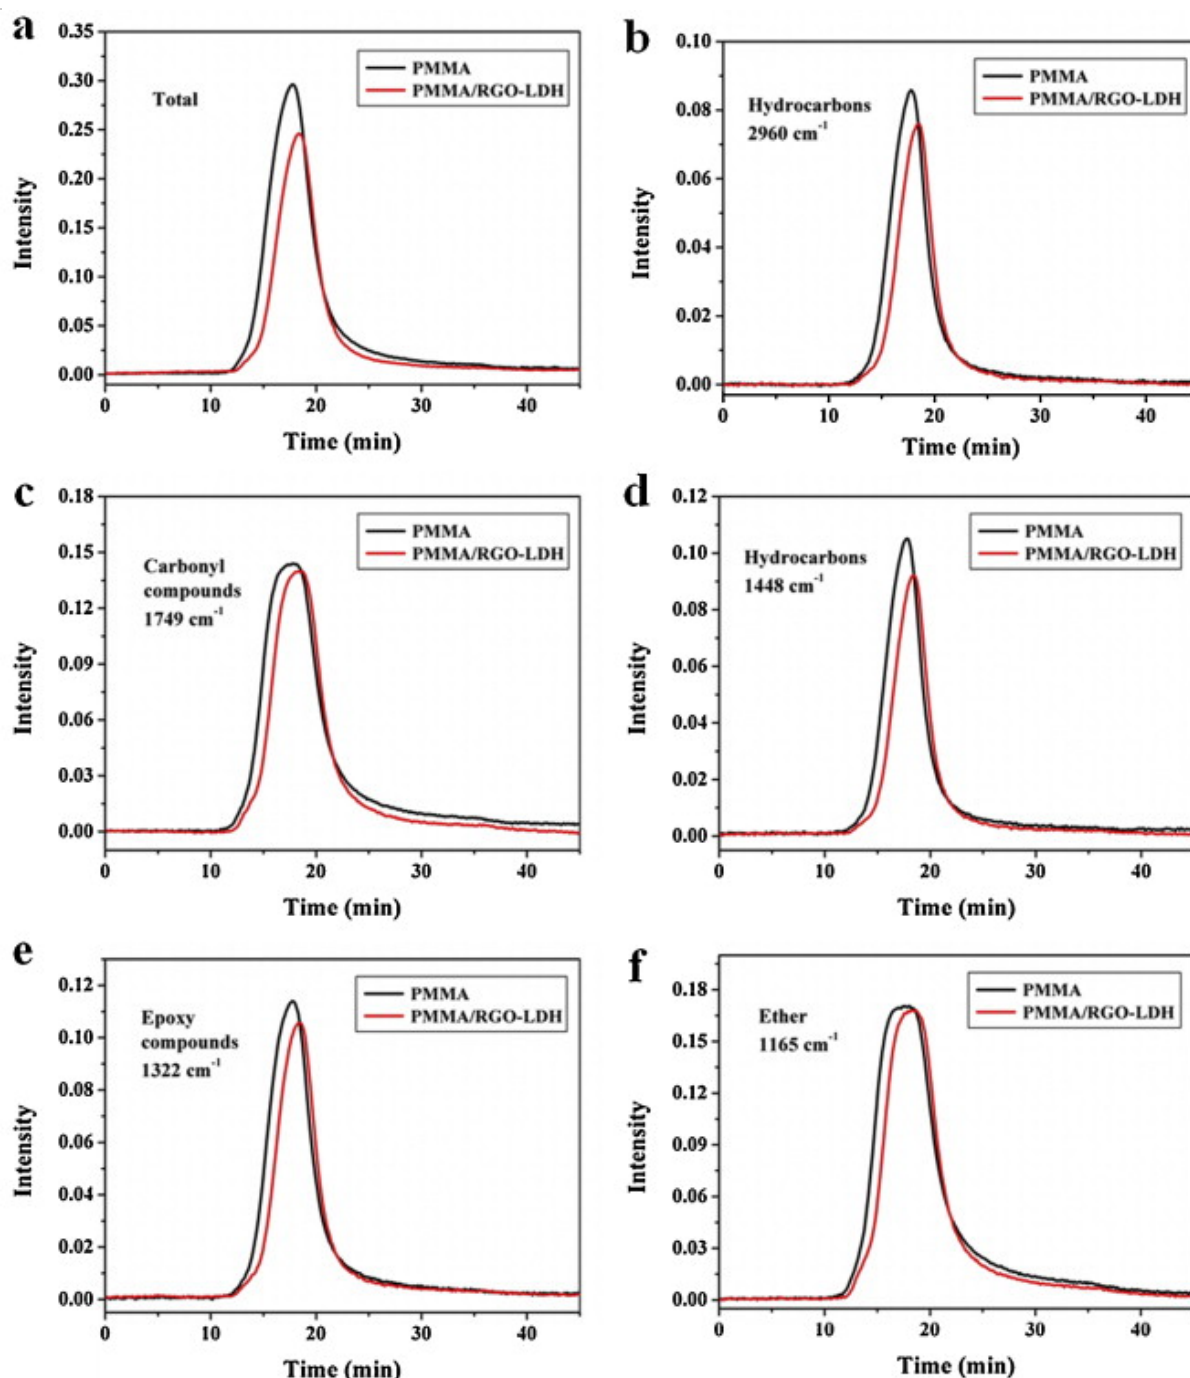 a
0.35
0.30
0.25
0.20
0.15
0.10
0.05
0.00
Intensity
Total
PMMA
PMMA/RGO-LDH
0 10 20 30 40
Time (min)
b
0.10
0.08
0.06
0.04
0.02
0.00
Intensity
Hydrocarbons
2960 cm-1
PMMA
PMMA/RGO-LDH
0 10 20 30 40
Time (min)
c
0.18
0.15
0.12
0.09
0.06
0.03
0.00
Intensity
Carbonyl
compounds
1749 cm-1
PMMA
PMMA/RGO-LDH
0 10 20 30 40
Time (min)
d
0.12
0.10
0.08
0.06
0.04
0.02
0.00
Intensity
Hydrocarbons
1448 cm-1
PMMA
PMMA/RGO-LDH
0 10 20 30 40
Time (min)
e
0.12
0.10
0.08
0.06
0.04
0.02
0.00
Intensity
Epoxy
compounds
1322 cm-1
PMMA
PMMA/RGO-LDH
0 10 20 30 40
Time (min)
f
0.18
0.15
0.12
0.09
0.06
0.03
0.00
Intensity
Ether
1165 cm-1
PMMA
PMMA/RGO-LDH
0 10 20 30 40
Time (min)